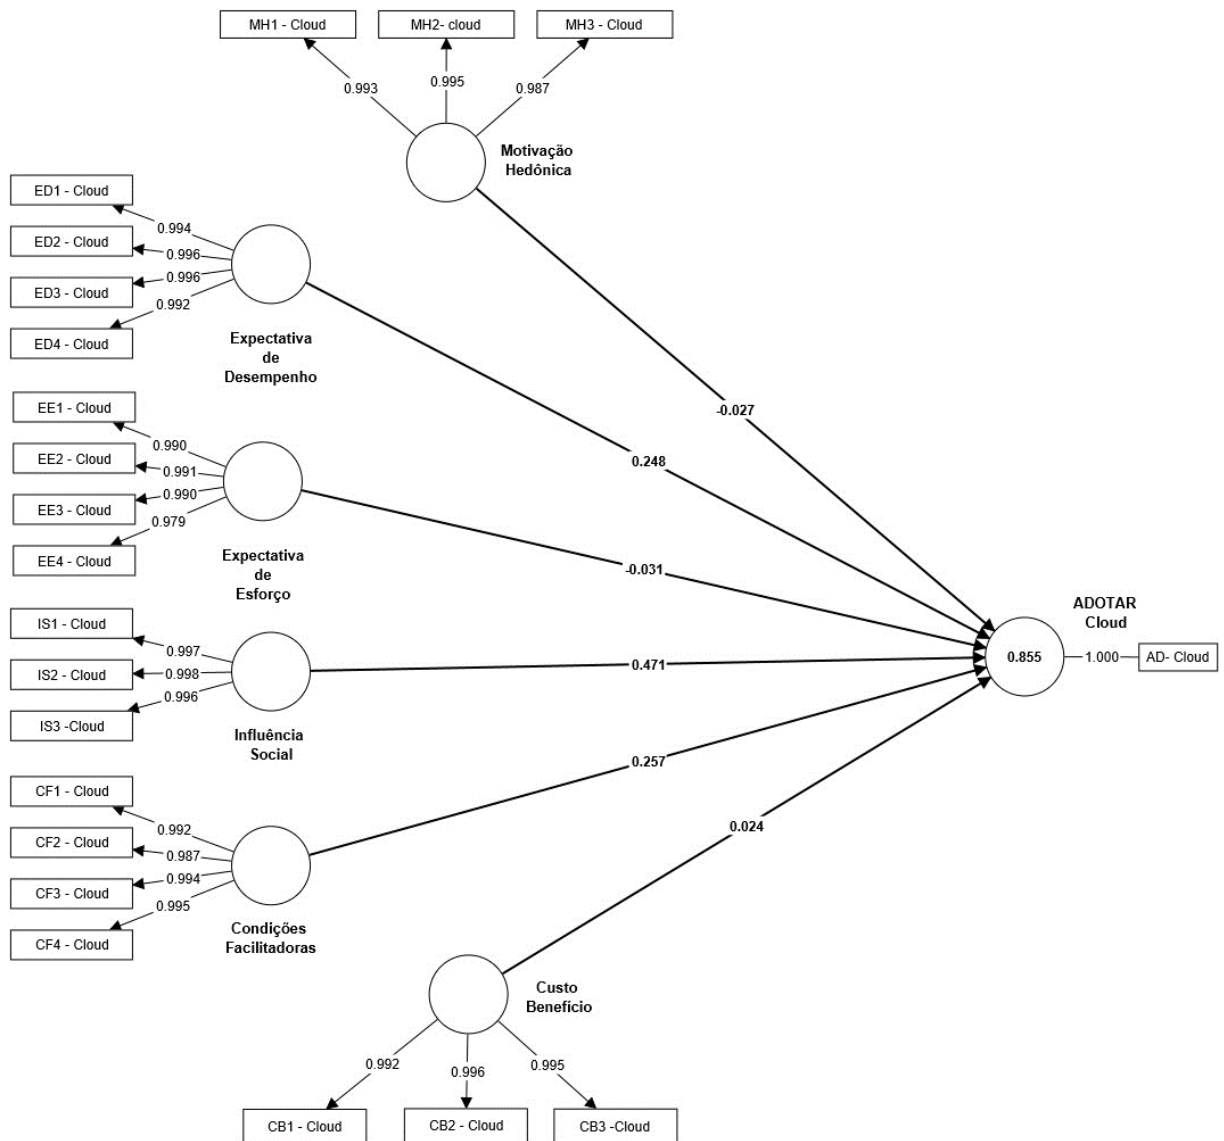 MH1 - Cloud
MH2- cloud
MH3 - Cloud
0.993
0.995
0.987
Motivação
Hedônica
ED1 - Cloud
ED2 - Cloud
ED3 - Cloud
ED4 - Cloud
0.994
0.996
0.996
0.992
Expectativa
de
Desempenho
EE1 - Cloud
EE2 - Cloud
EE3 - Cloud
EE4 - Cloud
0.990
0.991
0.990
0.979
Expectativa
de
Esforço
IS1 - Cloud
IS2 - Cloud
IS3 -Cloud
0.997
0.998
0.996
Influência
Social
CF1 - Cloud
CF2 - Cloud
CF3 - Cloud
CF4 - Cloud
0.992
0.987
0.994
0.995
Condições
Facilitadoras
Custo
Benefício
0.992
0.996
0.995
CB1 - Cloud
CB2 - Cloud
CB3 -Cloud
-0.027
0.248
-0.031
0.471
0.257
0.024
ADOTAR
Cloud
0.855
1.000
AD- Cloud